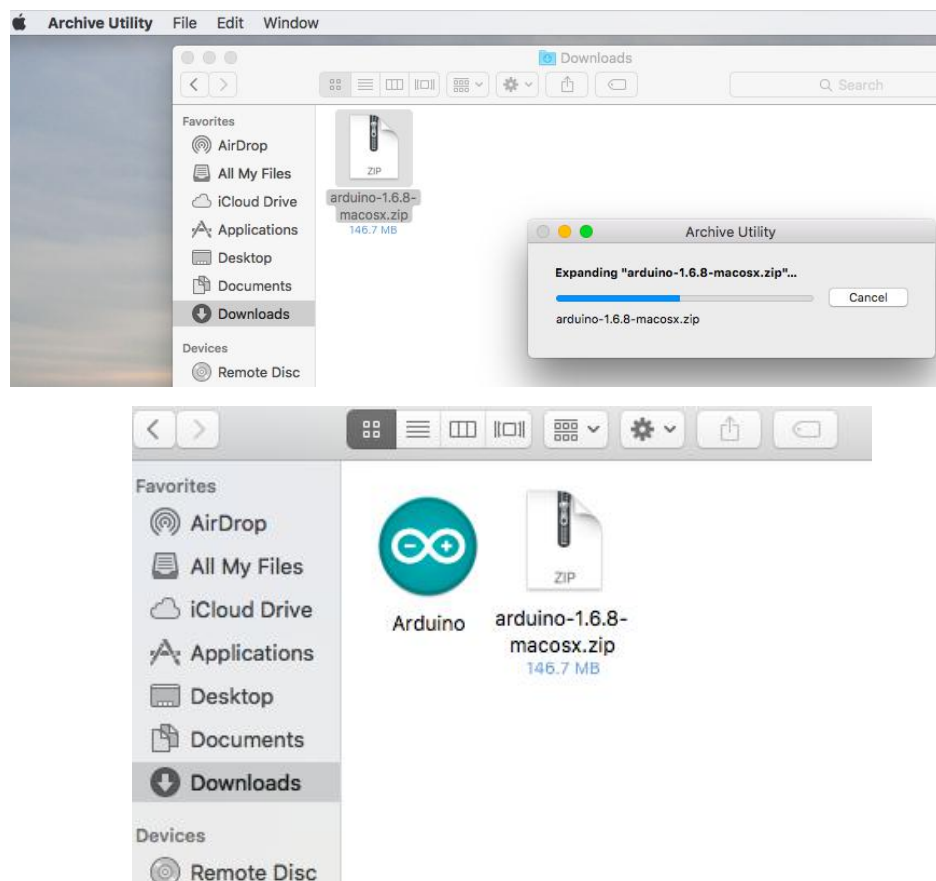 Archive Utility File Edit Window
Downloads
Search
Favorites
AirDrop
All My Files
iCloud Drive
Applications
Desktop
Documents
Downloads
Devices
Remote Disc
ZIP
arduino-1.6.8-
macosx.zip
146.7 MB
Archive Utility
Expanding "arduino-1.6.8-macosx.zip"...
Cancel
arduino-1.6.8-macosx.zip
Favorites
AirDrop
All My Files
iCloud Drive
Applications
Desktop
Documents
Downloads
Devices
Remote Disc
Arduino
ZIP
arduino-1.6.8-
macosx.zip
146.7 MB